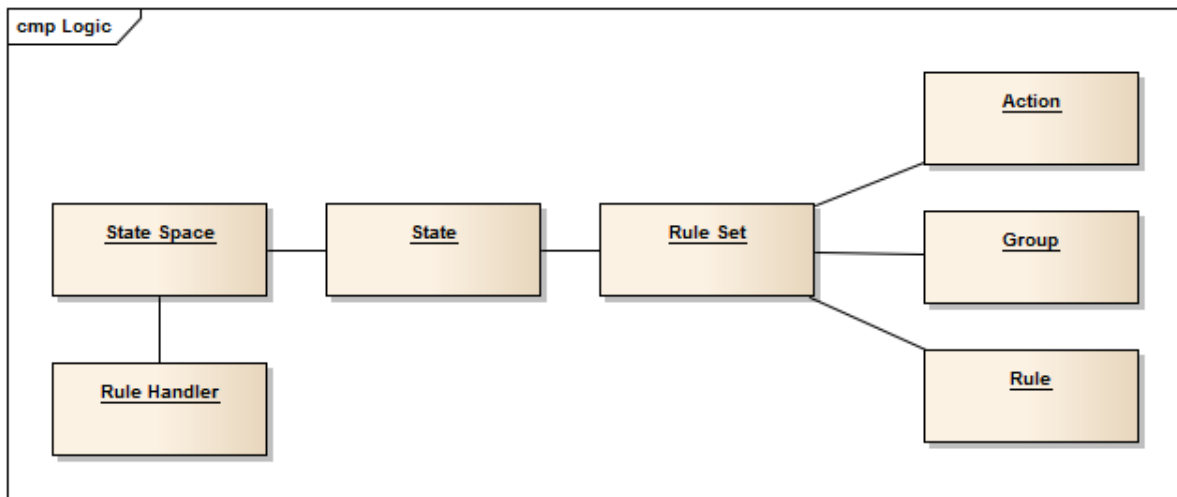 cmp Logic
Action
State Space
State
Rule Set
Group
Rule Handler
Rule